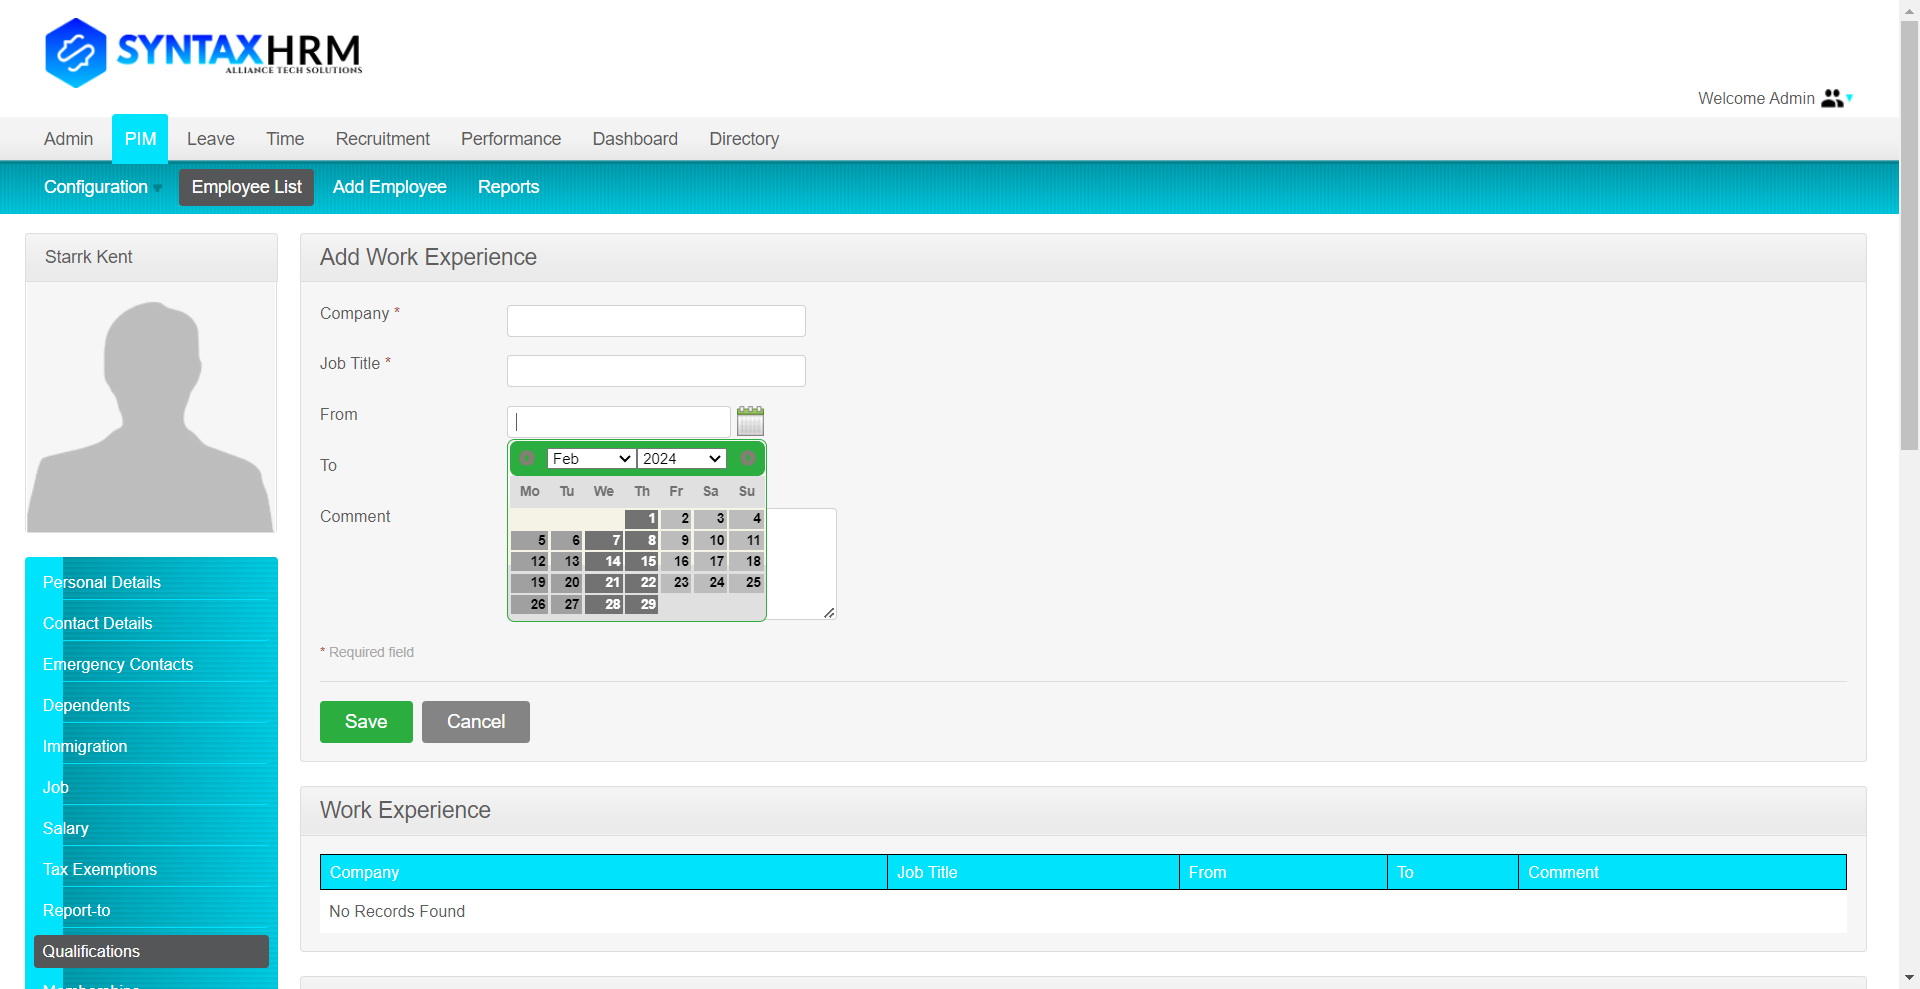 SYNTAXHRM
ALLIANCE TECH SOLUTIONS
Welcome Admin
Admin PIM Leave Time Recruitment Performance Dashboard Directory
Configuration Employee List Add Employee Reports
Starrk Kent
Personal Details
Contact Details
Emergency Contacts
Dependents
Immigration
Job
Salary
Tax Exemptions
Report-to
Qualifications
Memberships
Add Work Experience
Company *
Job Title *
From
To
Comment
Feb 2024
Mo Tu We Th Fr Sa Su
1 2 3 4
5 6 7 8 9 10 11
12 13 14 15 16 17 18
19 20 21 22 23 24 25
26 27 28 29
* Required field
Save Cancel
Work Experience
Company Job Title From To Comment
No Records Found